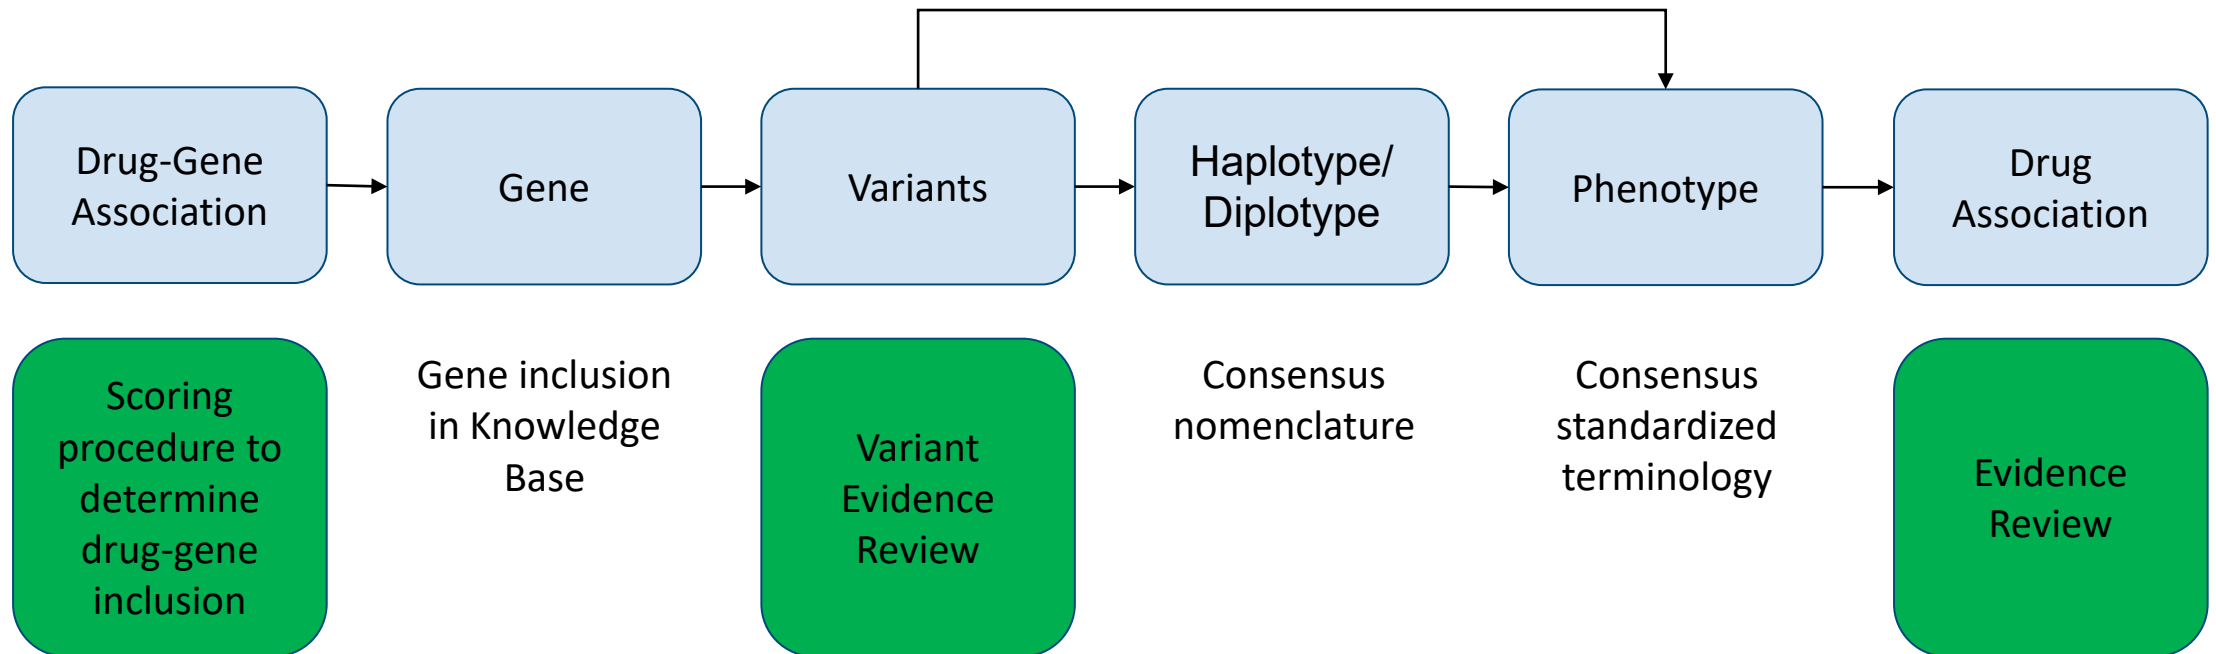 Drug-Gene
Association
Gene
Variants
Haplotype/
Diplotype
Phenotype
Drug
Association
Scoring
procedure to
determine
drug-gene
inclusion
Gene inclusion
in Knowledge
Base
Variant
Evidence
Review
Consensus
nomenclature
Consensus
standardized
terminology
Evidence
Review